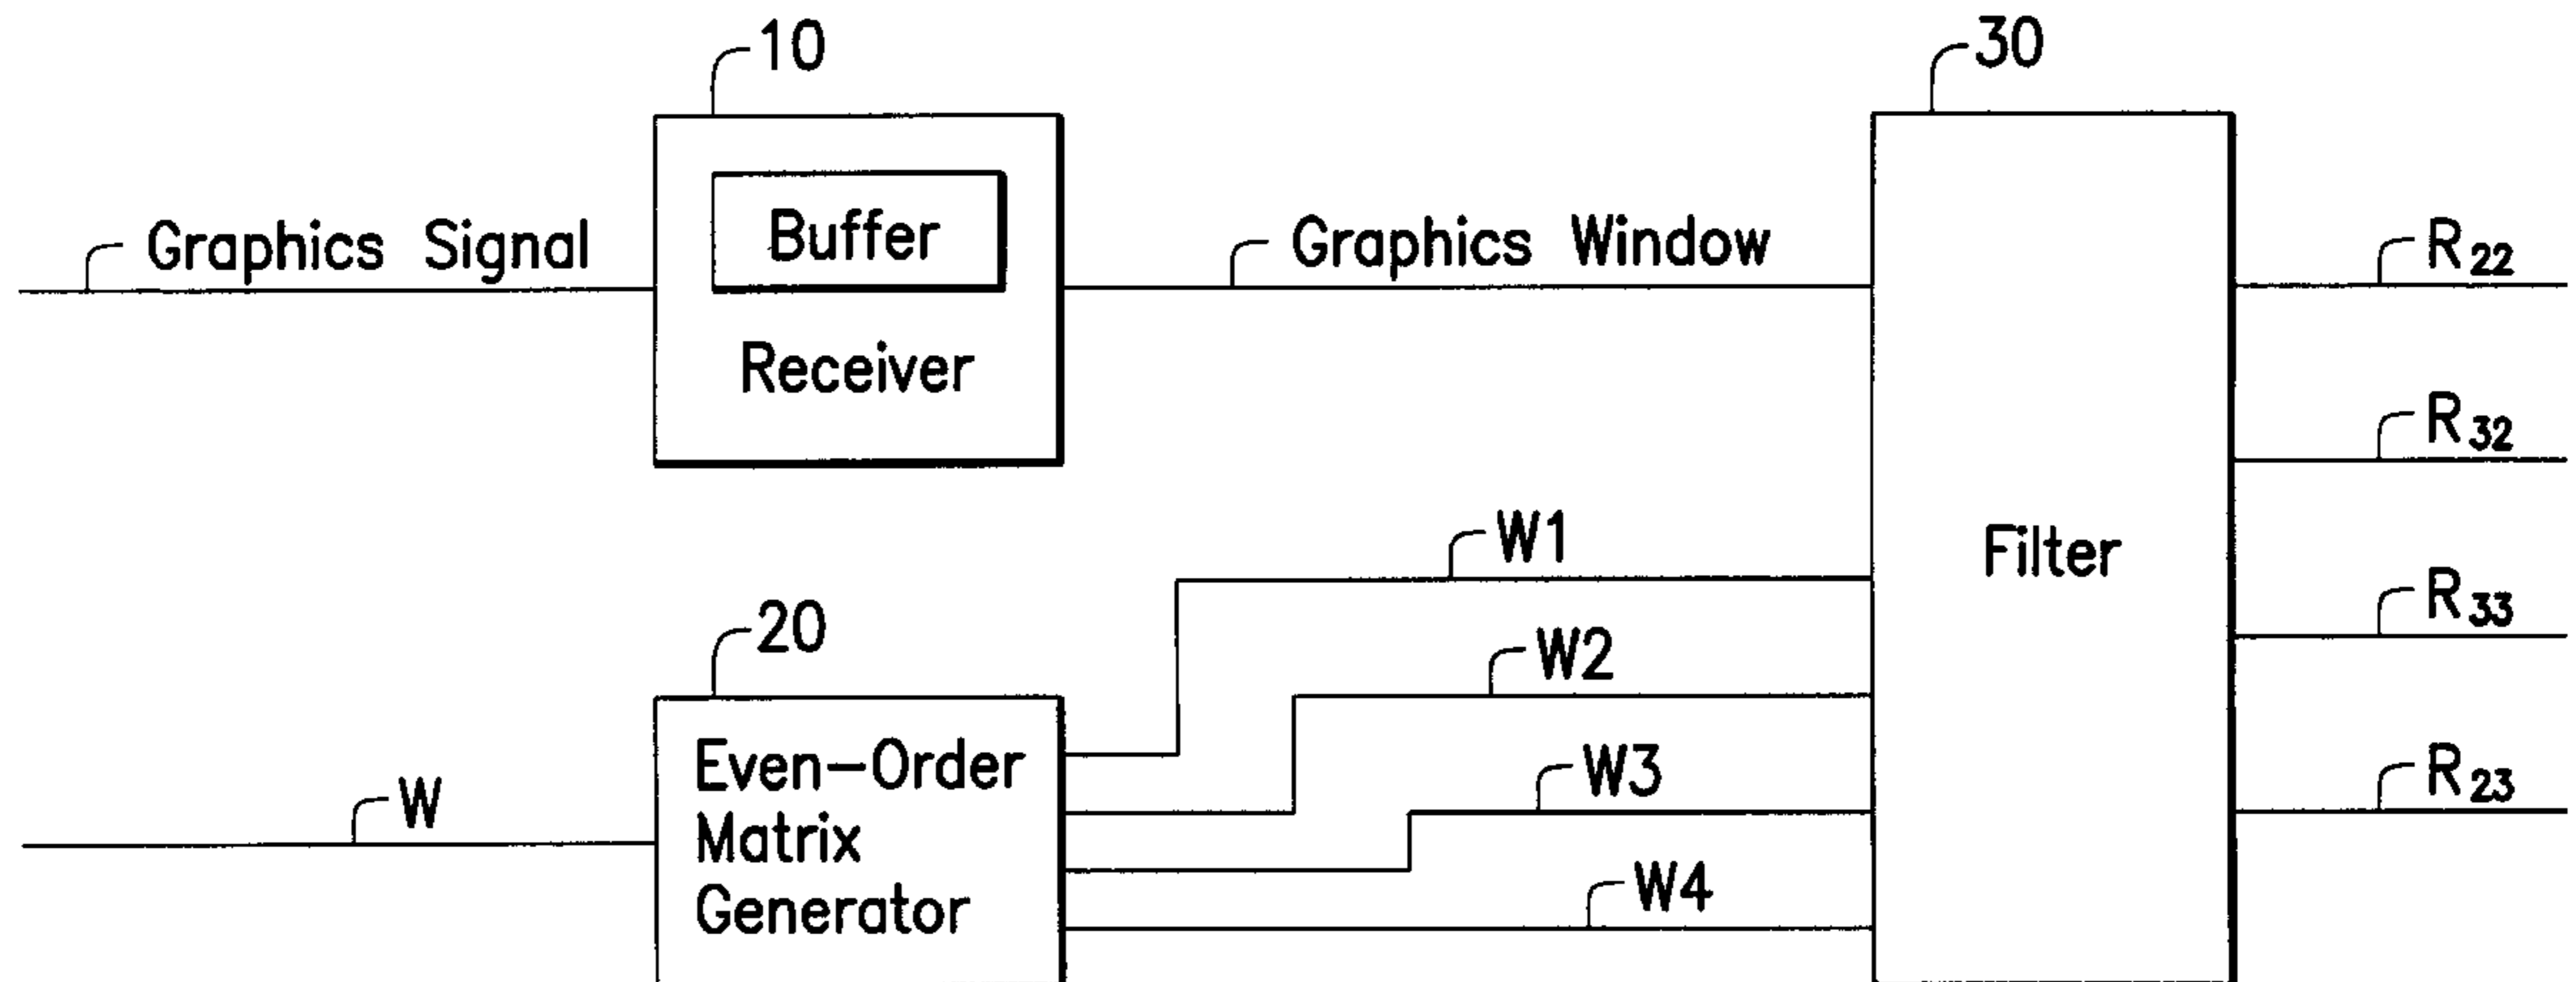 10
30
Graphics Signal
Buffer
Receiver
Graphics Window
R22
R32
W1
Filter
R33
20
W2
W
Even-Order
Matrix
Generator
W3
R23
W4